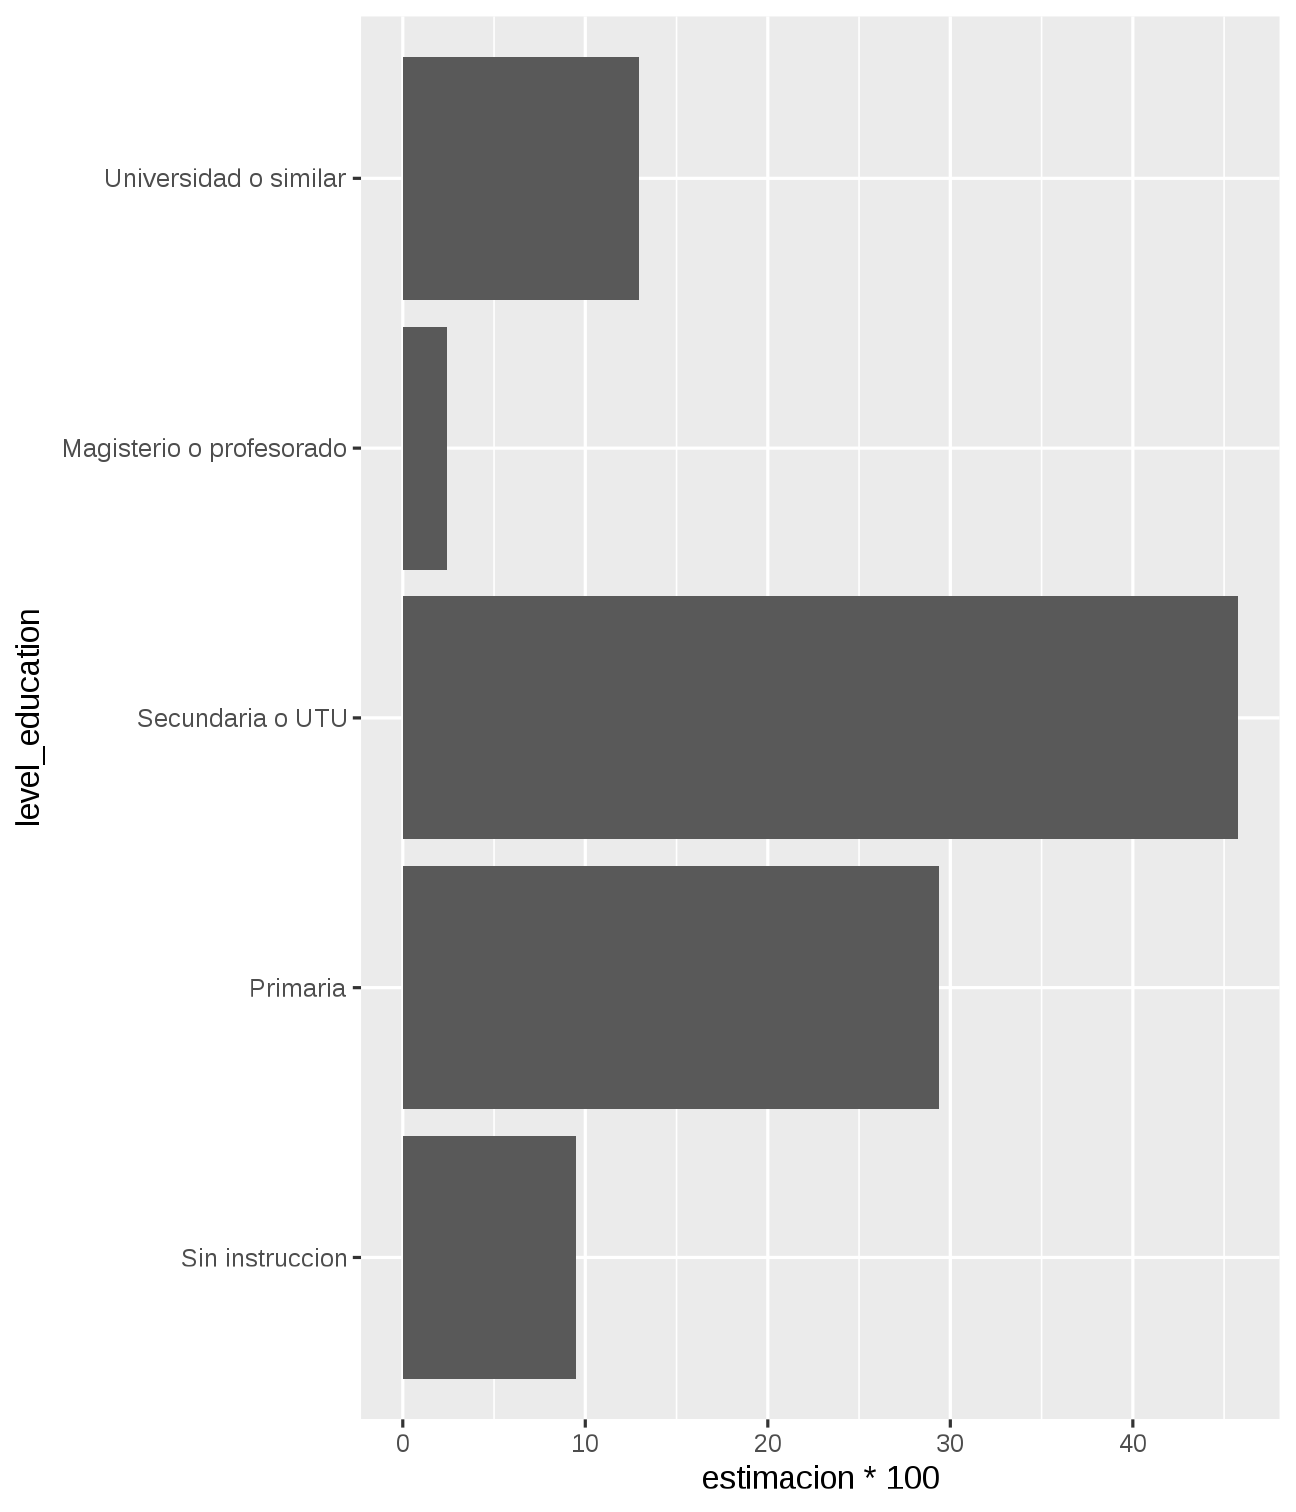 level_education
Universidad o similar
Magisterio o profesorado
Secundaria o UTU
Primaria
Sin instruccion
0 10 20 30 40
estimacion * 100